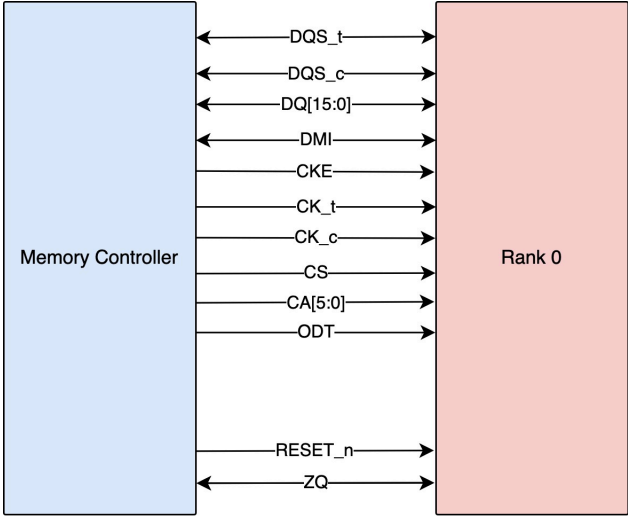 DQS_t
DQS_c
DQ[15:0]
DMI
CKE
CK_t
CK_c
Memory Controller
Rank 0
CS
CA[5:0]
ODT
RESET_n
ZQ